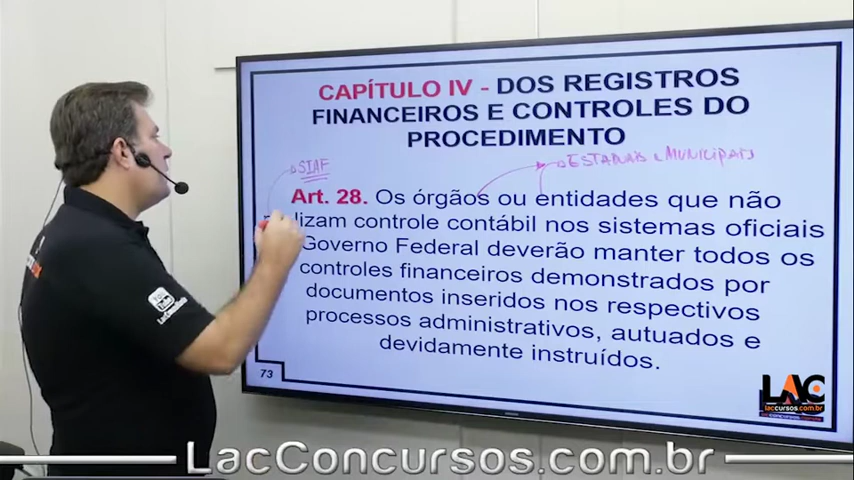 CAPÍTULO IV - DOS REGISTROS
FINANCEIROS E CONTROLES DO
PROCEDIMENTO
SIAF
ESTADUAIS e MUNICIPAIS
Art. 28. Os órgãos ou entidades que não
lizam controle contábil nos sistemas oficiais
Governo Federal deverão manter todos os
controles financeiros demonstrados por
documentos inseridos nos respectivos
processos administrativos, autuados e
devidamente instruídos.
73
LAC
laccursos.com.br
You
Tube
LacConcursos.com.br